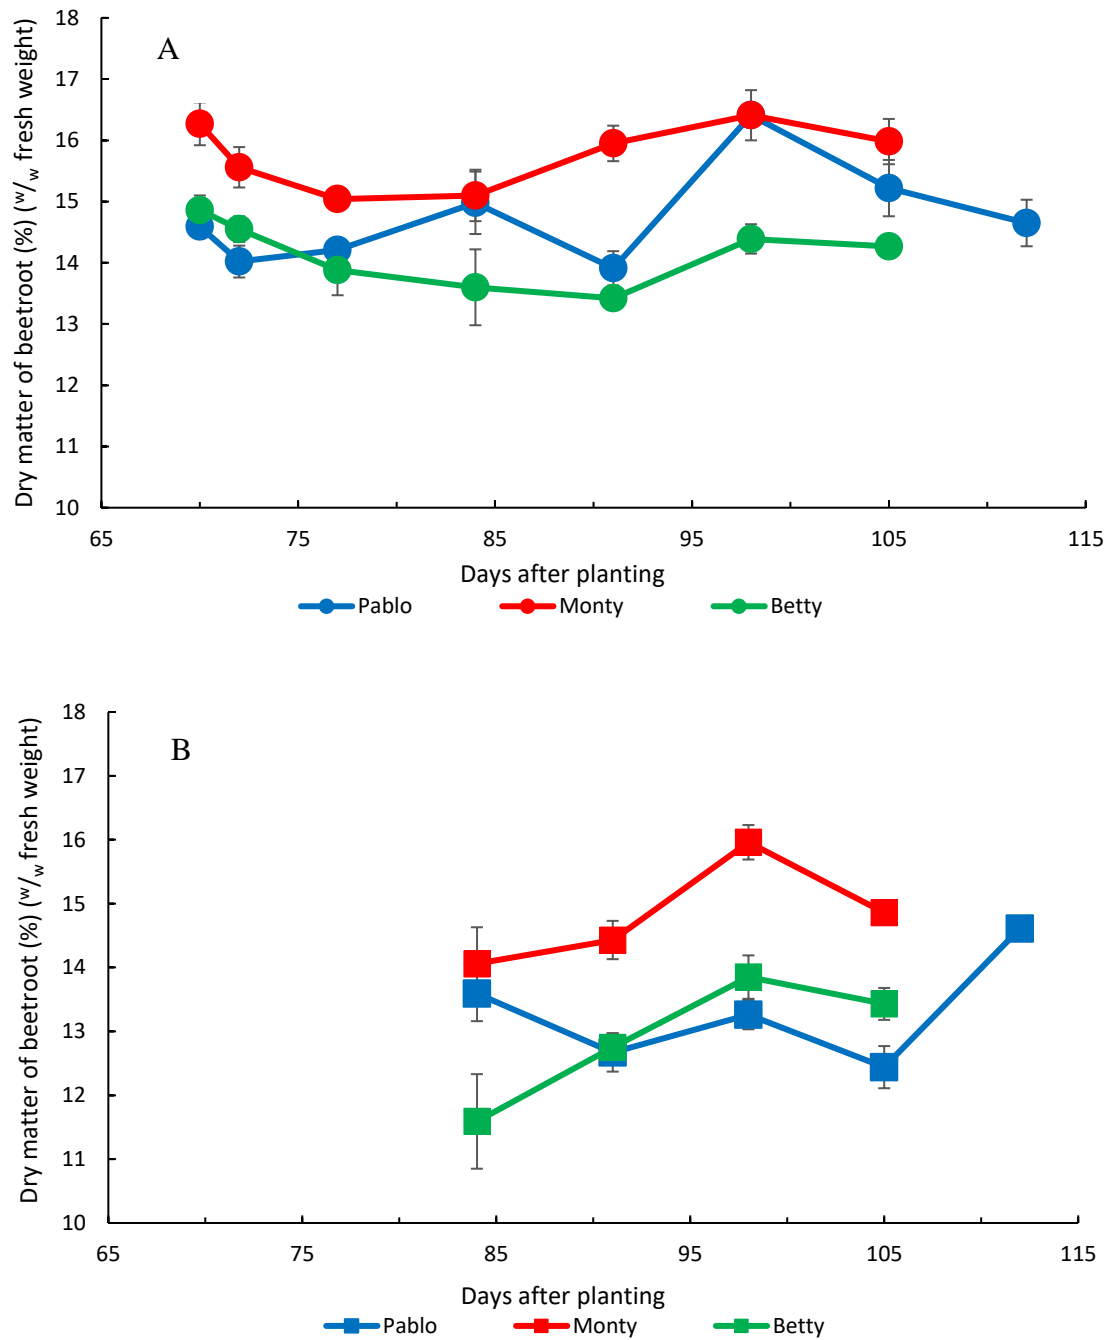 18
17
16
15
14
13
12
11
10
A
Dry matter of beetroot (%) (w/w fresh weight)
65 75 85 95 105 115
Days after planting
Pablo Monty Betty
18
17
16
15
14
13
12
11
10
B
Dry matter of beetroot (%) (w/w fresh weight)
65 75 85 95 105 115
Days after planting
Pablo Monty Betty